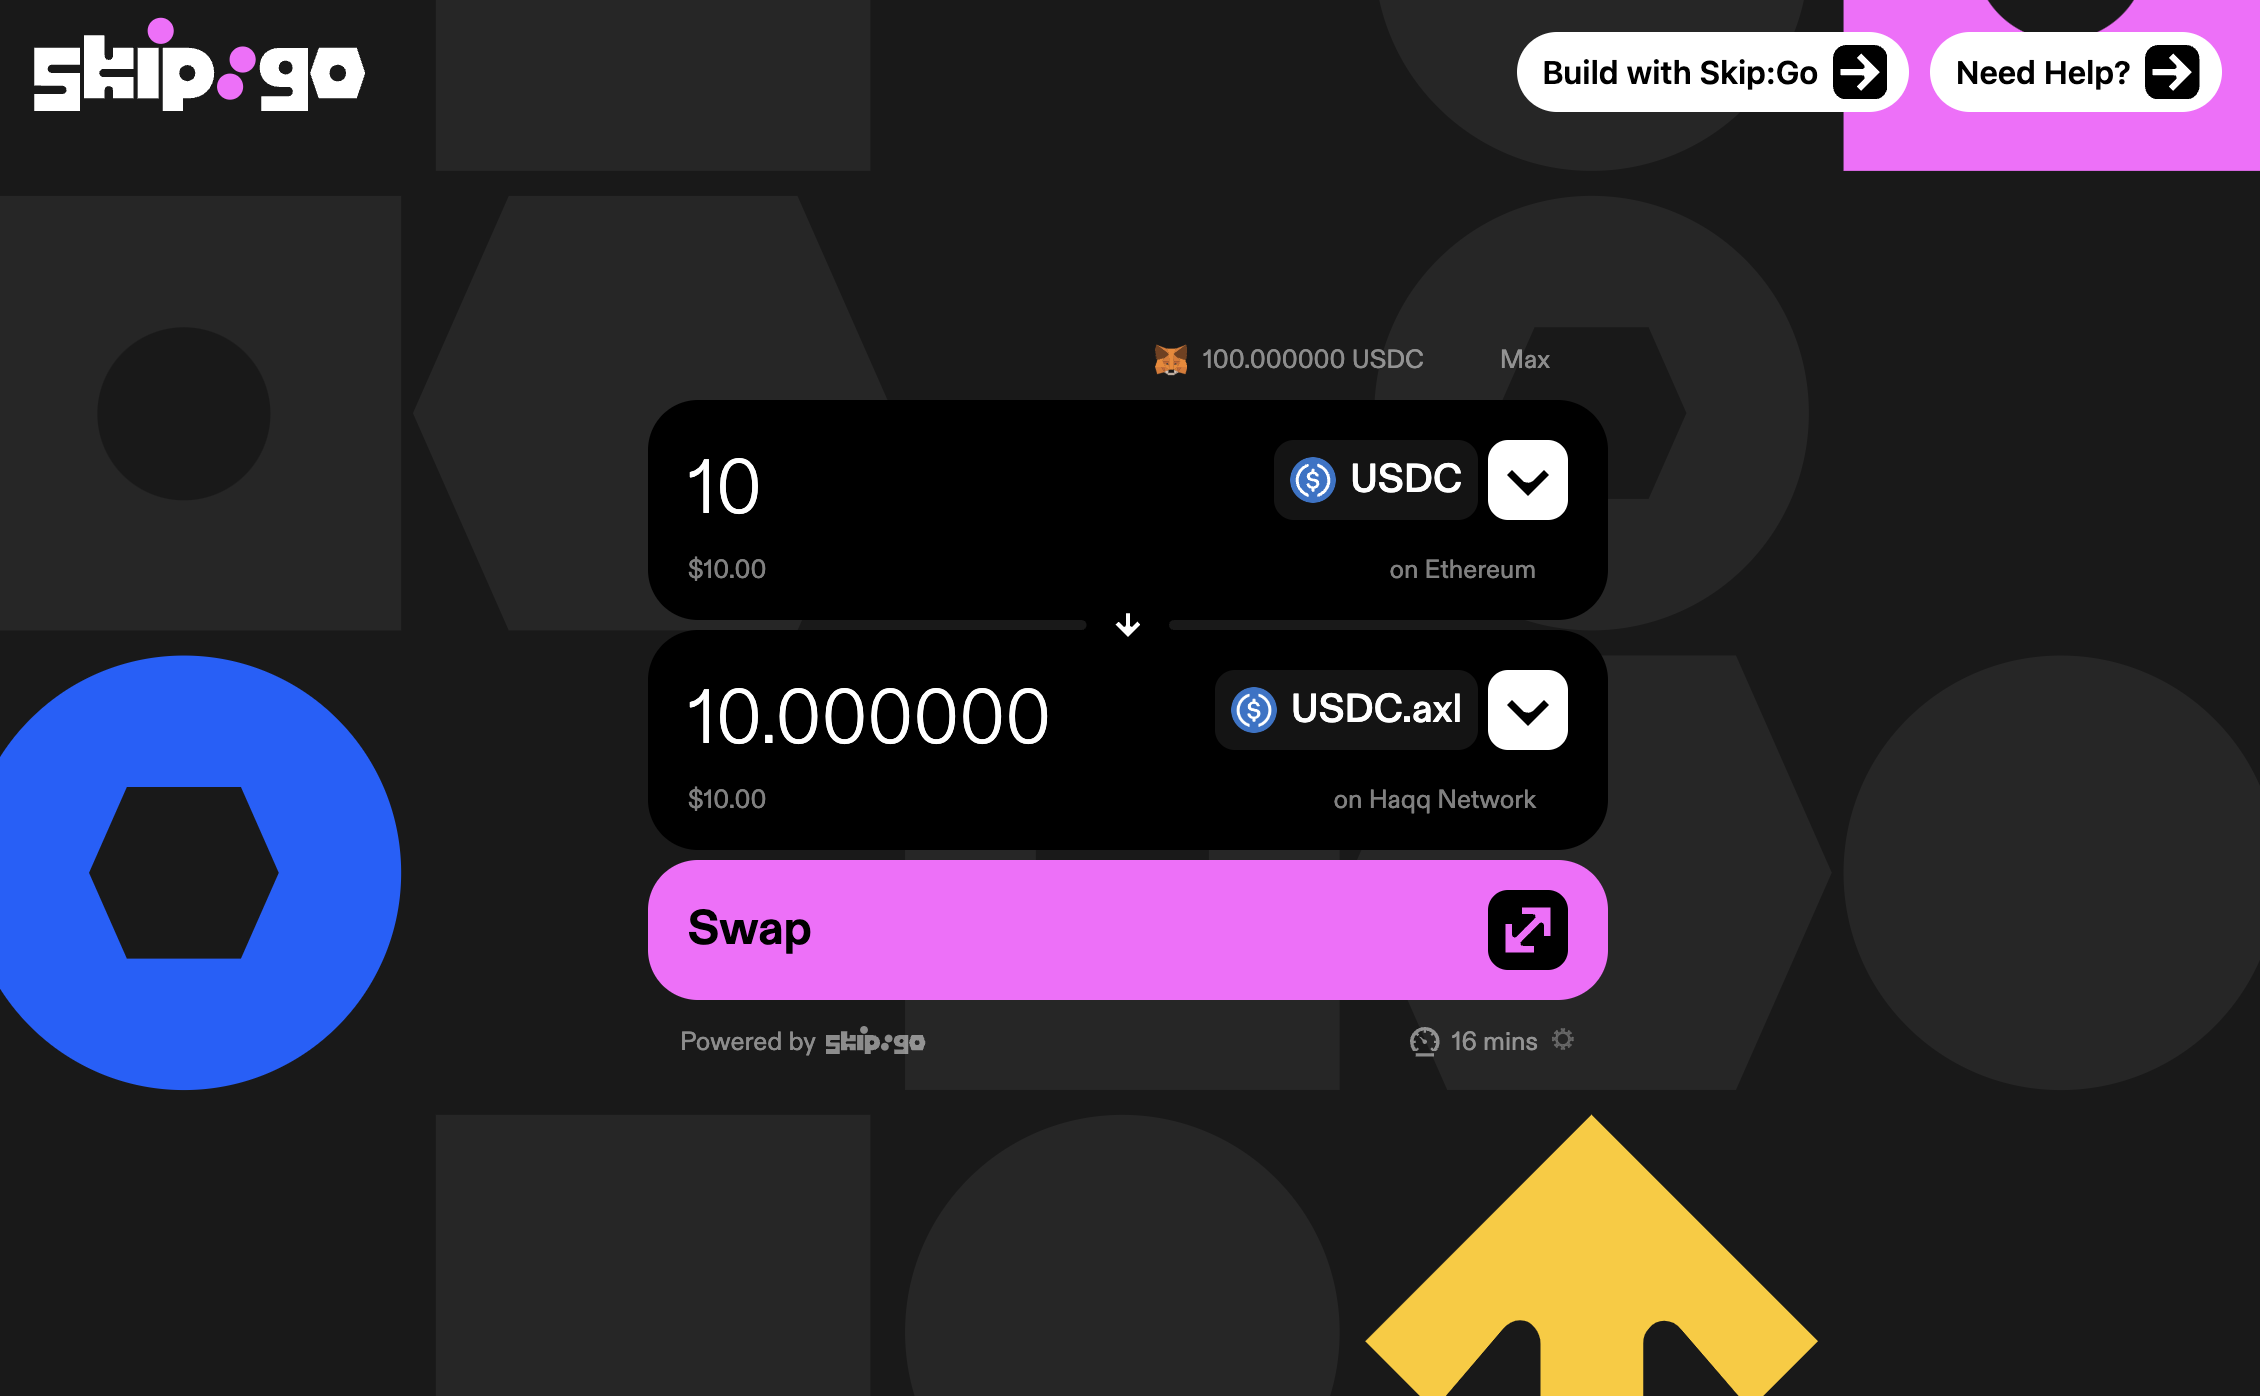 skip:go
Build with Skip:Go
Need Help?
100.000000 USDC
Max
10
USDC
$10.00
on Ethereum
10.000000
USDC.axl
$10.00
on Haqq Network
Swap
Powered by skip:go
16 mins